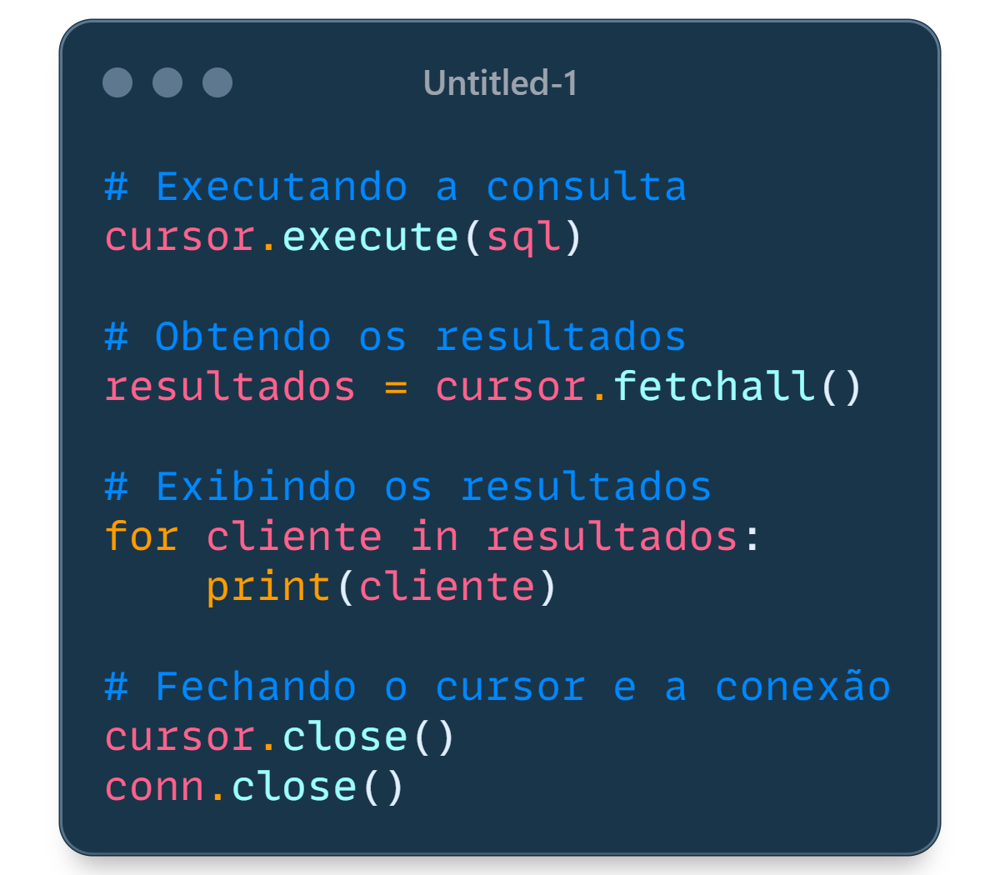 Untitled-1
# Executando a consulta
cursor.execute(sql)
# Obtendo os resultados
resultados = cursor.fetchall()
# Exibindo os resultados
for cliente in resultados:
    print(cliente)
# Fechando o cursor e a conexão
cursor.close()
conn.close()